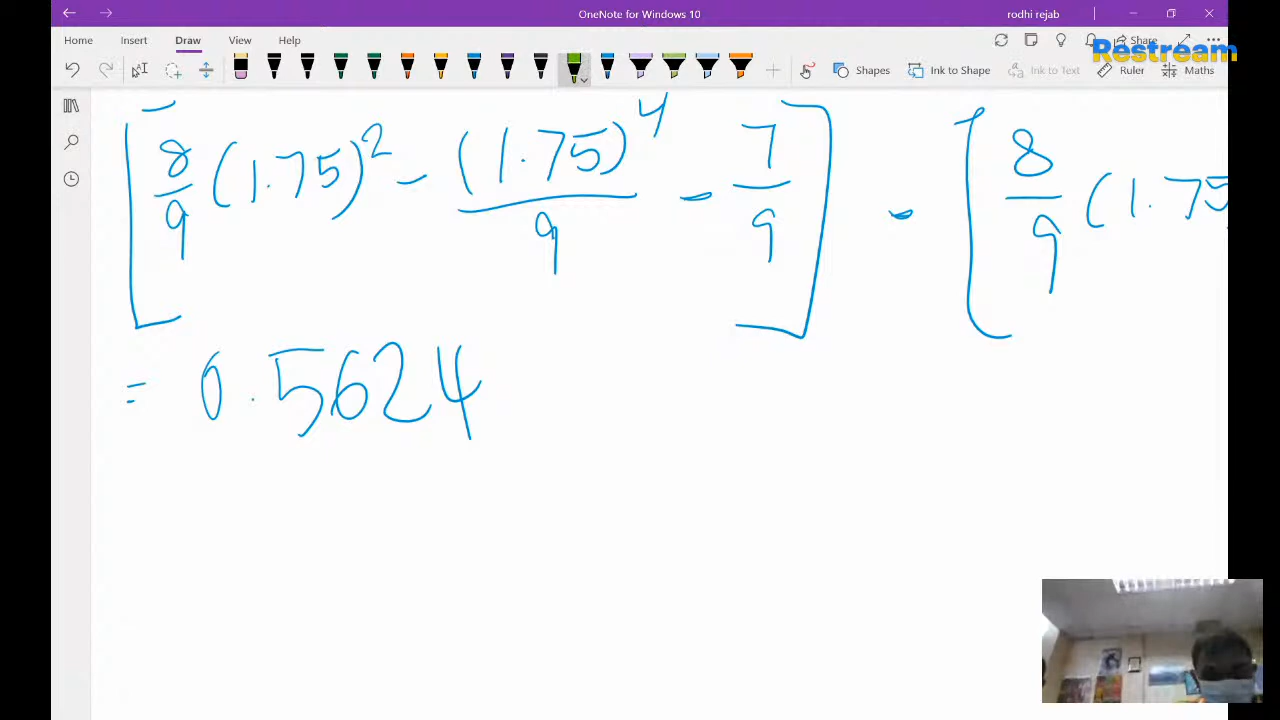 OneNote for Windows 10 rodhi rejab
Home Insert Draw View Help Share
Restream
Shapes Ink to Shape Ink to Text Ruler Maths
[8/9 (1.75)^2 - (1.75)^4/9 - 7/9] - [8/9 (1.75
= 0.5624